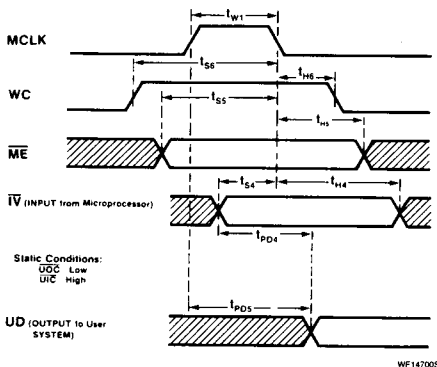 MCLK
tW1
tS6
tH6
WC
tS5
tH5
ME
tS4
tH4
IV (INPUT from Microprocessor)
tPD4
Static Conditions:
UOC Low
UIC High
tPD5
UD (OUTPUT to User
SYSTEM)
WF14700S